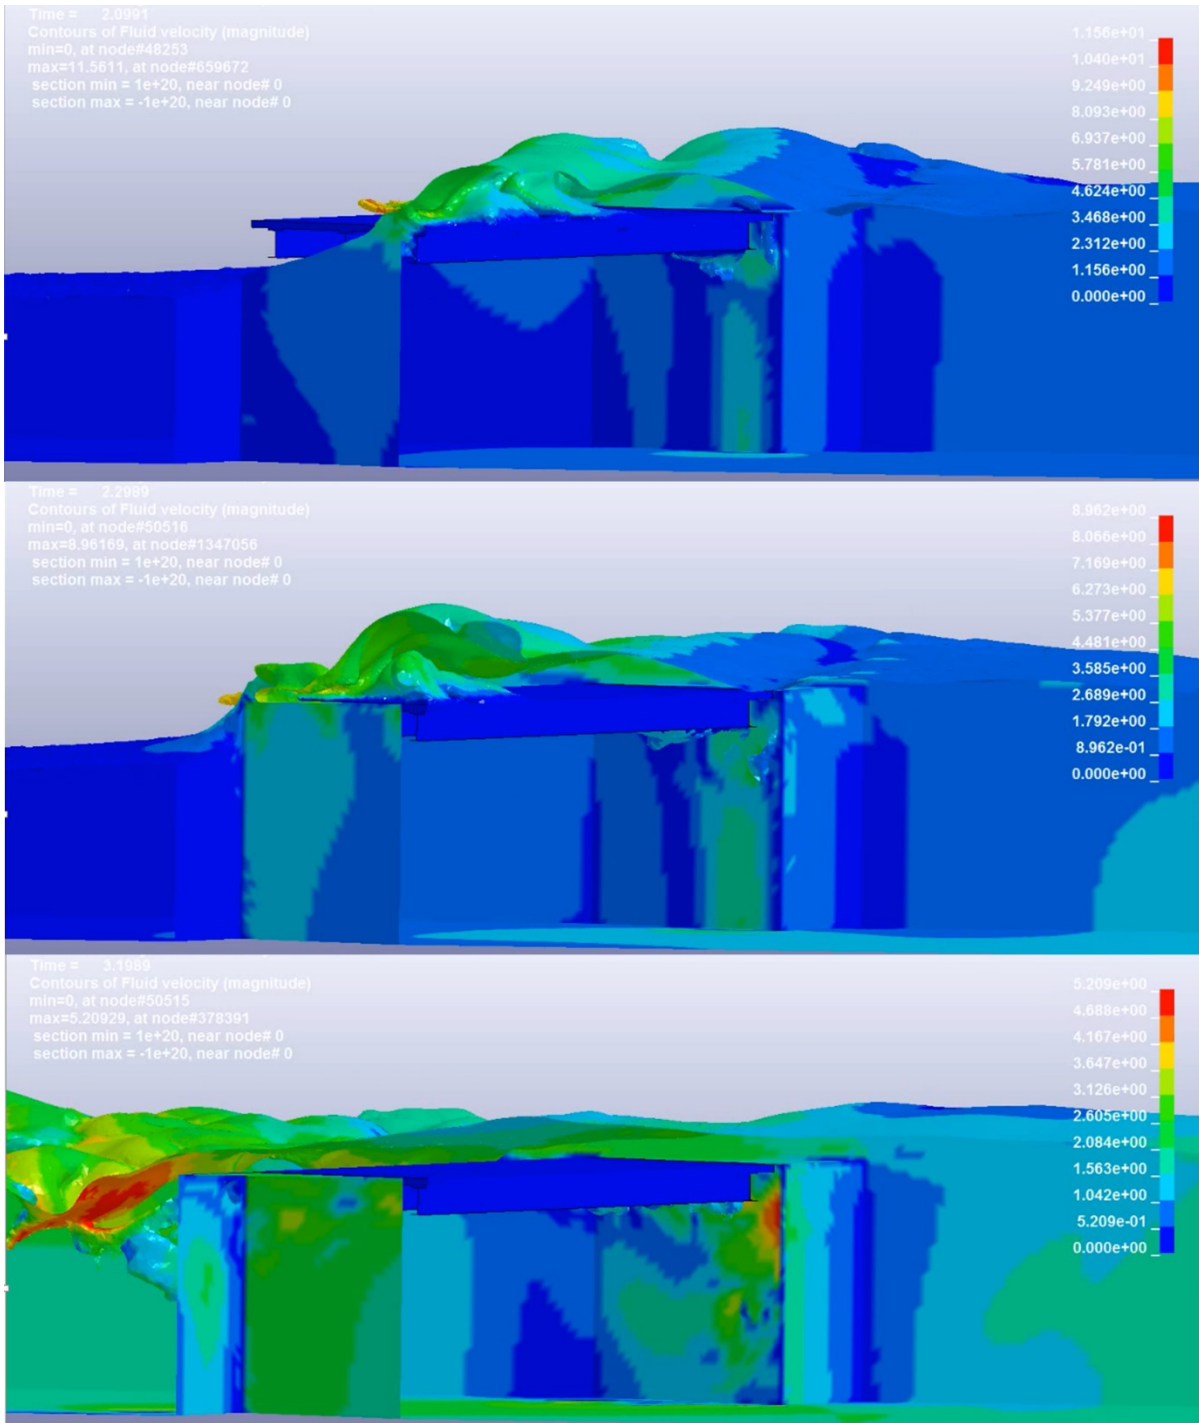 Time = 2.0991
Contours of Fluid velocity (magnitude)
min=0, at node#48253
max=11.5611, at node#659672
section min = 1e+20, near node# 0
section max = -1e+20, near node# 0
1.156e+01
1.040e+01
9.249e+00
8.093e+00
6.937e+00
5.781e+00
4.624e+00
3.468e+00
2.312e+00
1.156e+00
0.000e+00
Time = 2.2989
Contours of Fluid velocity (magnitude)
min=0, at node#50516
max=8.96169, at node#1347056
section min = 1e+20, near node# 0
section max = -1e+20, near node# 0
8.962e+00
8.066e+00
7.169e+00
6.273e+00
5.377e+00
4.481e+00
3.585e+00
2.689e+00
1.792e+00
8.962e-01
0.000e+00
Time = 3.1989
Contours of Fluid velocity (magnitude)
min=0, at node#50515
max=5.20929, at node#378391
section min = 1e+20, near node# 0
section max = -1e+20, near node# 0
5.209e+00
4.688e+00
4.167e+00
3.647e+00
3.126e+00
2.605e+00
2.084e+00
1.563e+00
1.042e+00
5.209e-01
0.000e+00